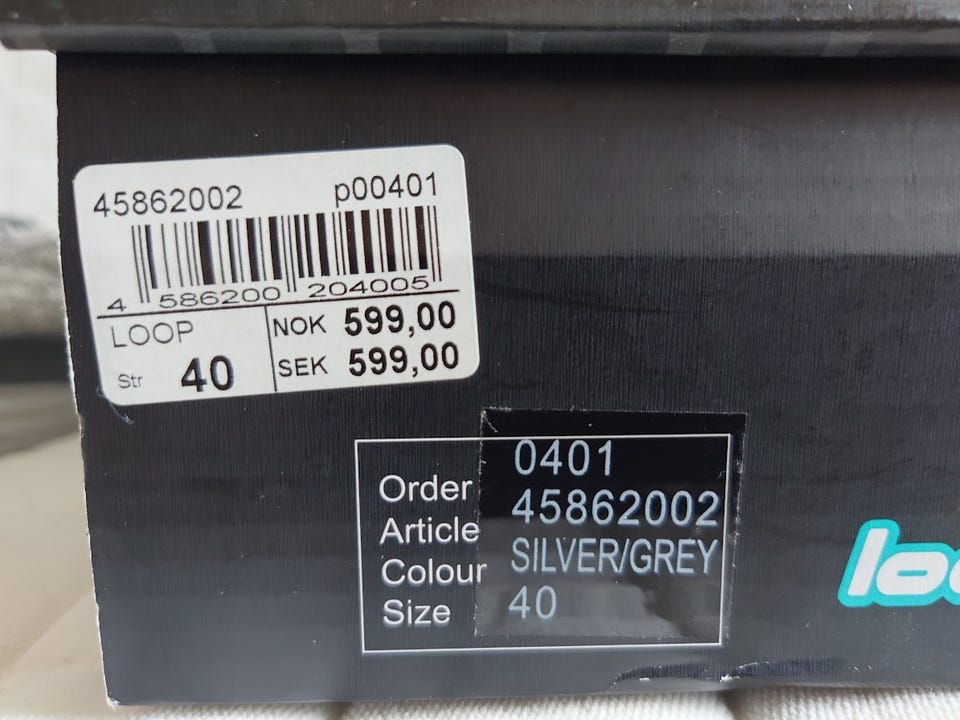 45862002 p00401
4 586200 204005
LOOP
Str 40
NOK 599,00
SEK 599,00
Order 0401
Article 45862002
Colour SILVER/GREY
Size 40